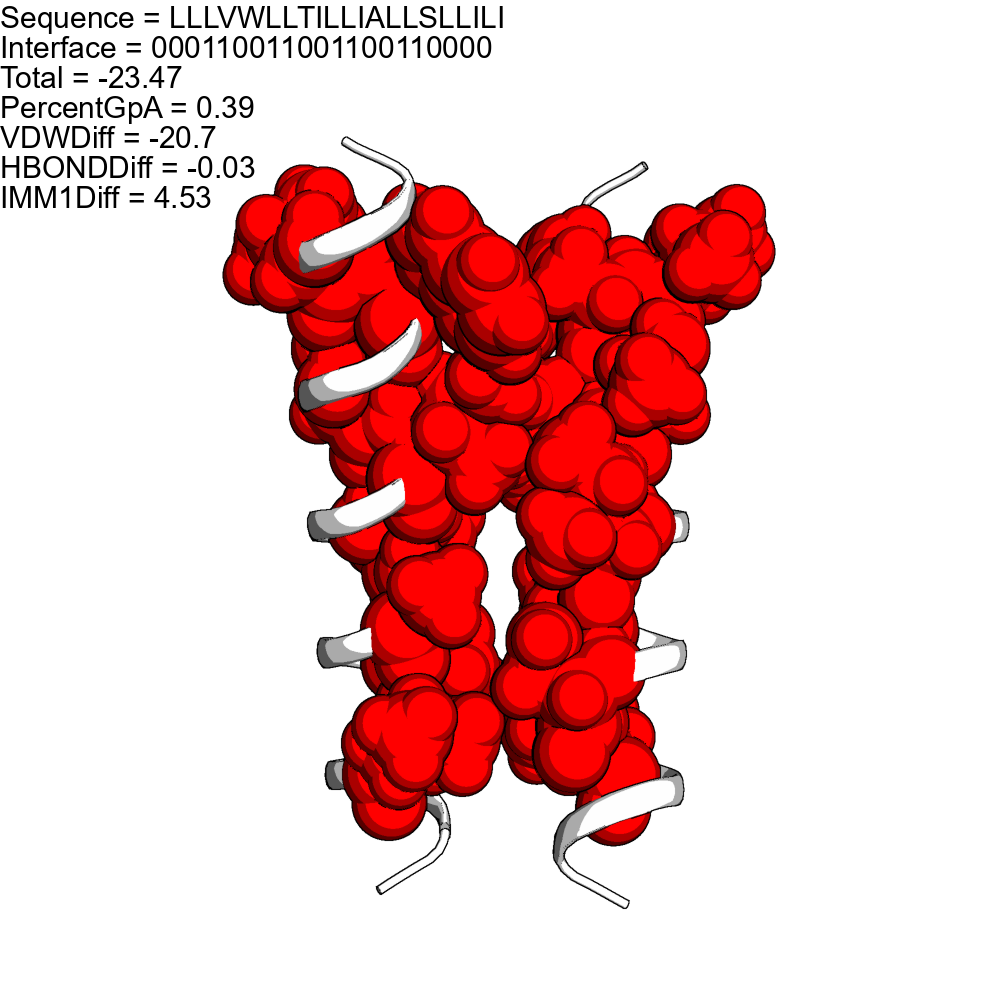 Sequence = LLLVWLLTILLIALLSLLILI
Interface = 000110011001100110000
Total = -23.47
PercentGpA = 0.39
VDWDiff = -20.7
HBONDDiff = -0.03
IMM1Diff = 4.53